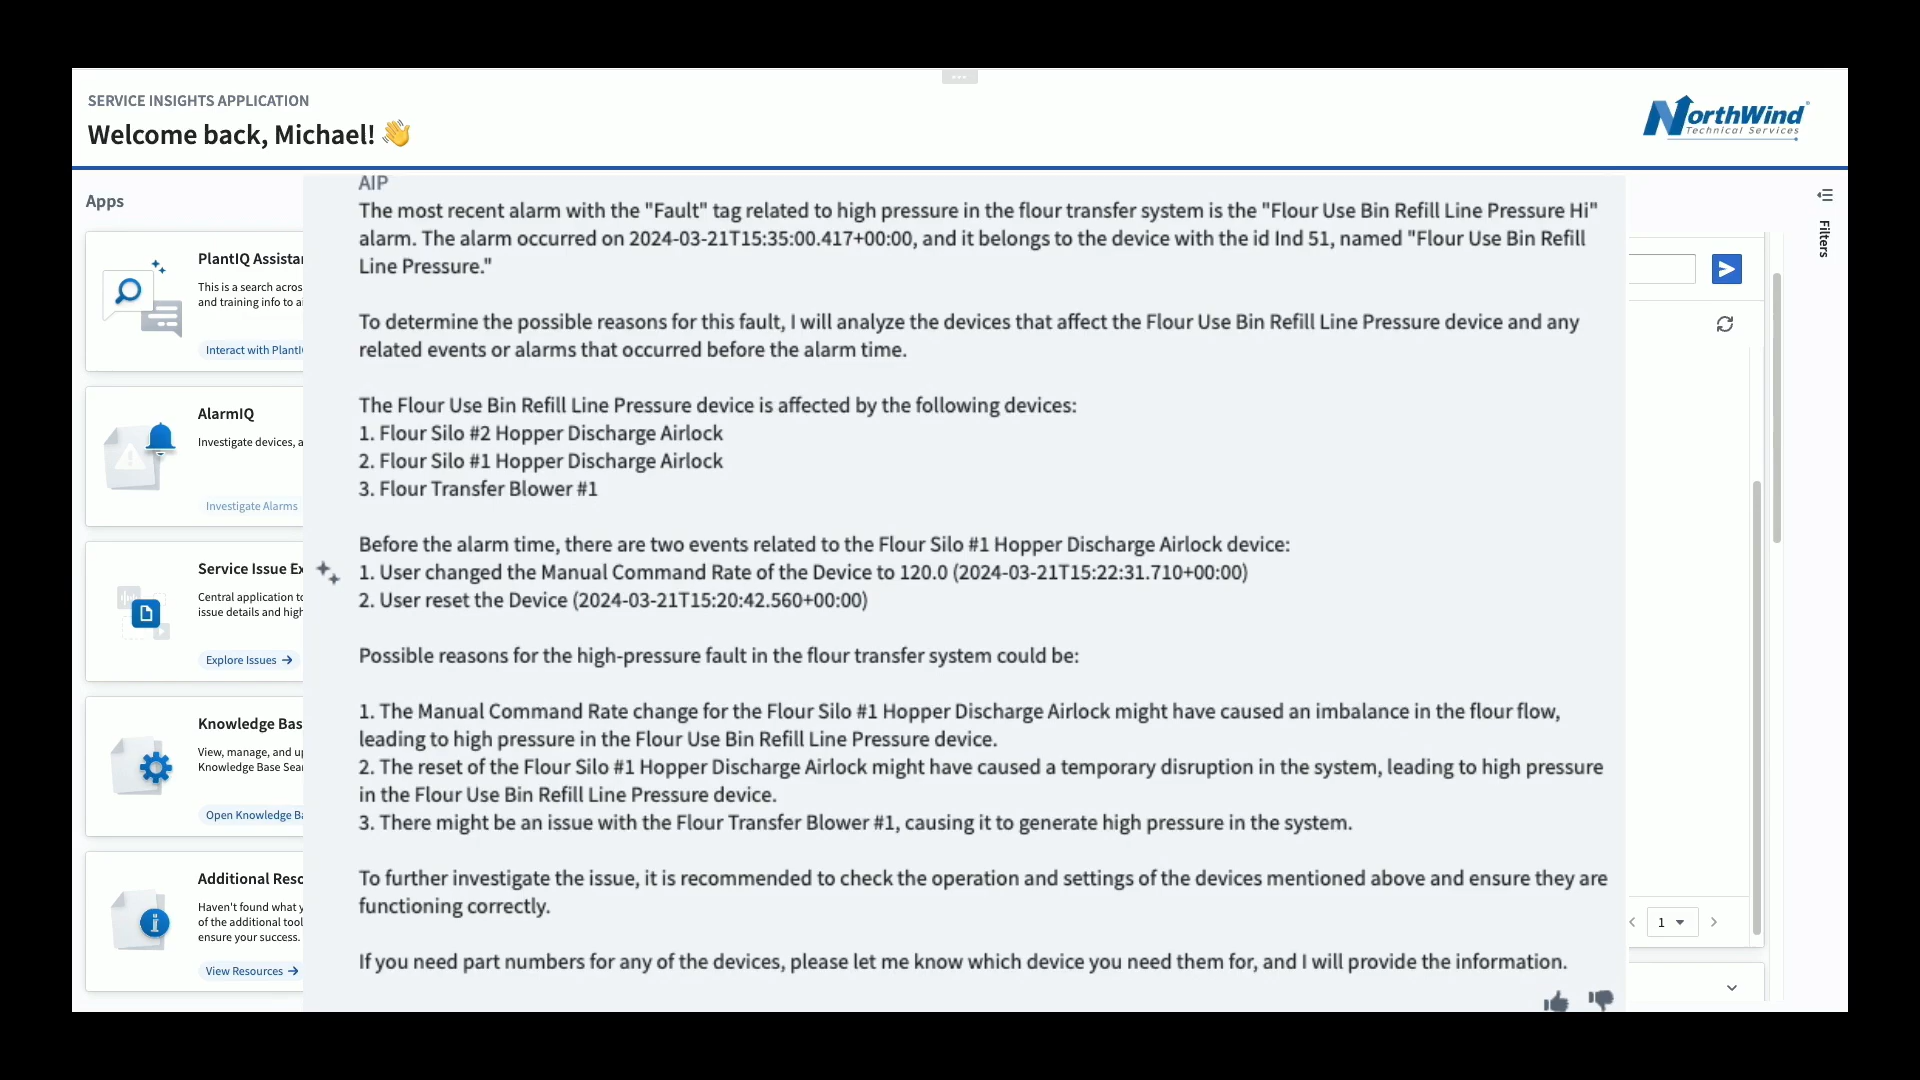 SERVICE INSIGHTS APPLICATION
Welcome back, Michael! 👋
NorthWind
Technical Services
Apps
Filters
PlantIQ Assista
This is a search acros
and training info to a
Interact with PlantI
AlarmIQ
Investigate devices, a
Investigate Alarms
Service Issue Ex
Central application to
issue details and high
Explore Issues →
Knowledge Bas
View, manage, and u
Knowledge Base Sea
Open Knowledge Ba
Additional Reso
Haven't found what y
of the additional tool
ensure your success.
View Resources →
AIP
The most recent alarm with the "Fault" tag related to high pressure in the flour transfer system is the "Flour Use Bin Refill Line Pressure Hi"
alarm. The alarm occurred on 2024-03-21T15:35:00.417+00:00, and it belongs to the device with the id Ind 51, named "Flour Use Bin Refill
Line Pressure."
To determine the possible reasons for this fault, I will analyze the devices that affect the Flour Use Bin Refill Line Pressure device and any
related events or alarms that occurred before the alarm time.
The Flour Use Bin Refill Line Pressure device is affected by the following devices:
1. Flour Silo #2 Hopper Discharge Airlock
2. Flour Silo #1 Hopper Discharge Airlock
3. Flour Transfer Blower #1
Before the alarm time, there are two events related to the Flour Silo #1 Hopper Discharge Airlock device:
1. User changed the Manual Command Rate of the Device to 120.0 (2024-03-21T15:22:31.710+00:00)
2. User reset the Device (2024-03-21T15:20:42.560+00:00)
Possible reasons for the high-pressure fault in the flour transfer system could be:
1. The Manual Command Rate change for the Flour Silo #1 Hopper Discharge Airlock might have caused an imbalance in the flour flow,
leading to high pressure in the Flour Use Bin Refill Line Pressure device.
2. The reset of the Flour Silo #1 Hopper Discharge Airlock might have caused a temporary disruption in the system, leading to high pressure
in the Flour Use Bin Refill Line Pressure device.
3. There might be an issue with the Flour Transfer Blower #1, causing it to generate high pressure in the system.
To further investigate the issue, it is recommended to check the operation and settings of the devices mentioned above and ensure they are
functioning correctly.
If you need part numbers for any of the devices, please let me know which device you need them for, and I will provide the information.
1